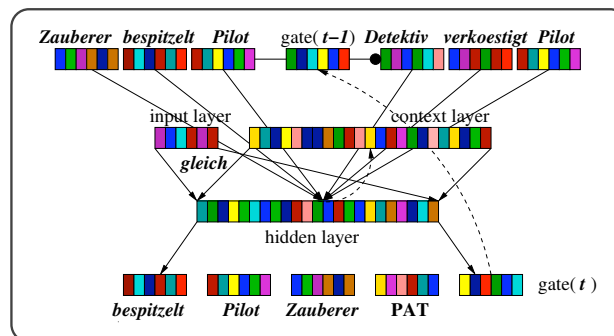 Zauberer bespitzelt Pilot gate(t−1) Detektiv verkoestigt Pilot
input layer context layer
gleich
hidden layer
gate(t)
bespitzelt Pilot Zauberer PAT